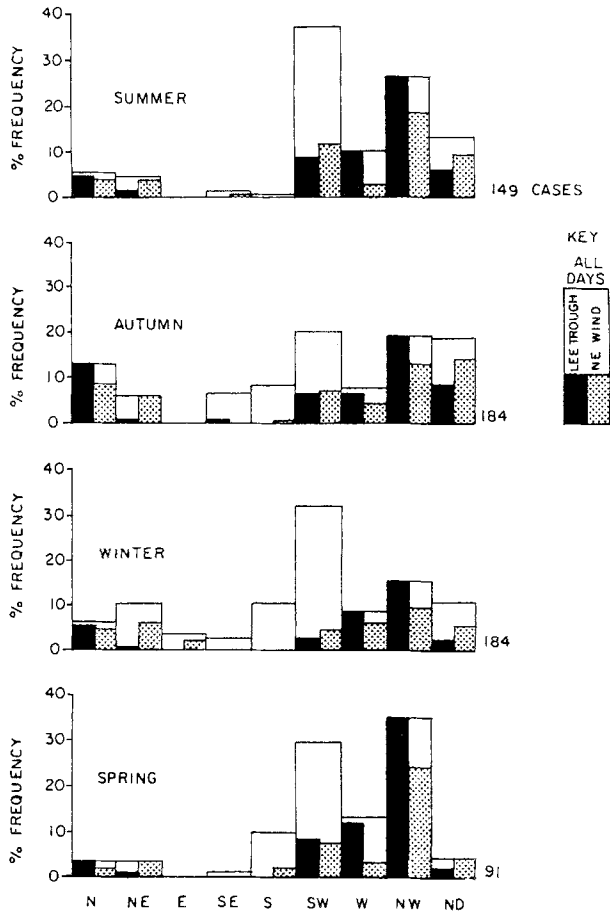 % FREQUENCY
40
30
20
10
0
SUMMER
149 CASES
% FREQUENCY
40
30
20
10
0
AUTUMN
184
KEY
ALL
DAYS
LEE TROUGH
NE WIND
% FREQUENCY
40
30
20
10
0
WINTER
184
% FREQUENCY
40
30
20
10
0
SPRING
91
N NE E SE S SW W NW ND